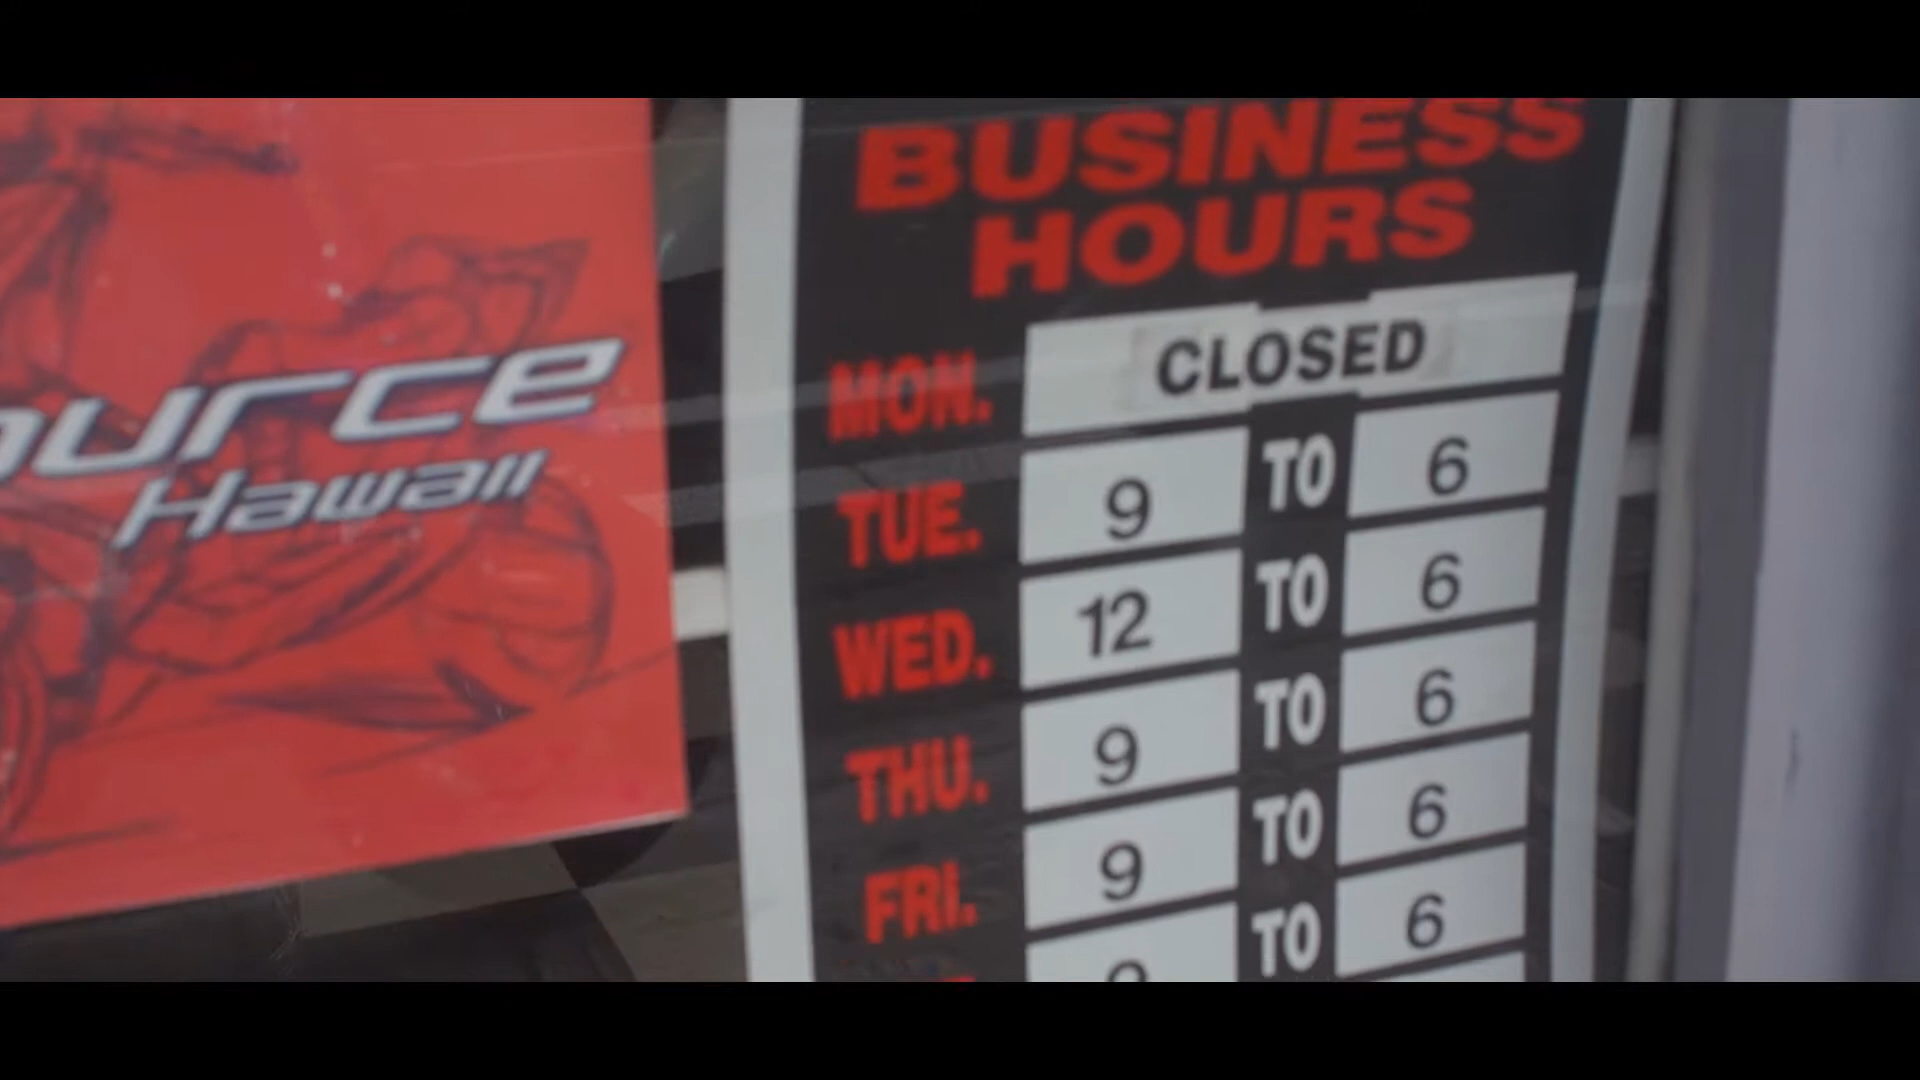 urce
Hawaii
BUSINESS
HOURS
MON. CLOSED
TUE. 9 TO 6
WED. 12 TO 6
THU. 9 TO 6
FRI. 9 TO 6
TO 6